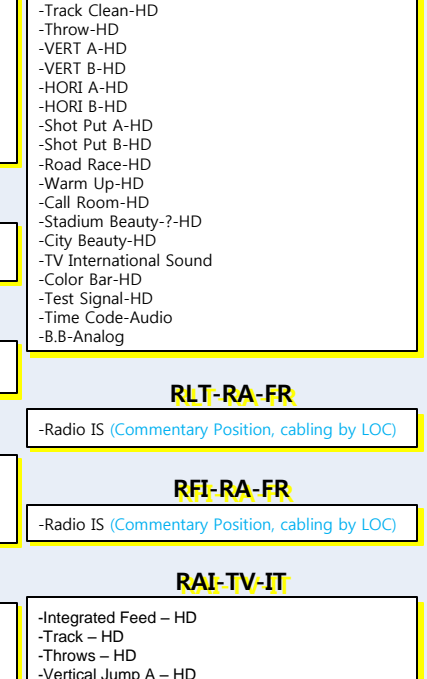 -Track Clean-HD
-Throw-HD
-VERT A-HD
-VERT B-HD
-HORI A-HD
-HORI B-HD
-Shot Put A-HD
-Shot Put B-HD
-Road Race-HD
-Warm Up-HD
-Call Room-HD
-Stadium Beauty-?-HD
-City Beauty-HD
-TV International Sound
-Color Bar-HD
-Test Signal-HD
-Time Code-Audio
-B.B-Analog
RLT-RA-FR
-Radio IS (Commentary Position, cabling by LOC)
RFI-RA-FR
-Radio IS (Commentary Position, cabling by LOC)
RAI-TV-IT
-Integrated Feed – HD
-Track – HD
-Throws – HD
-Vertical Jump A – HD